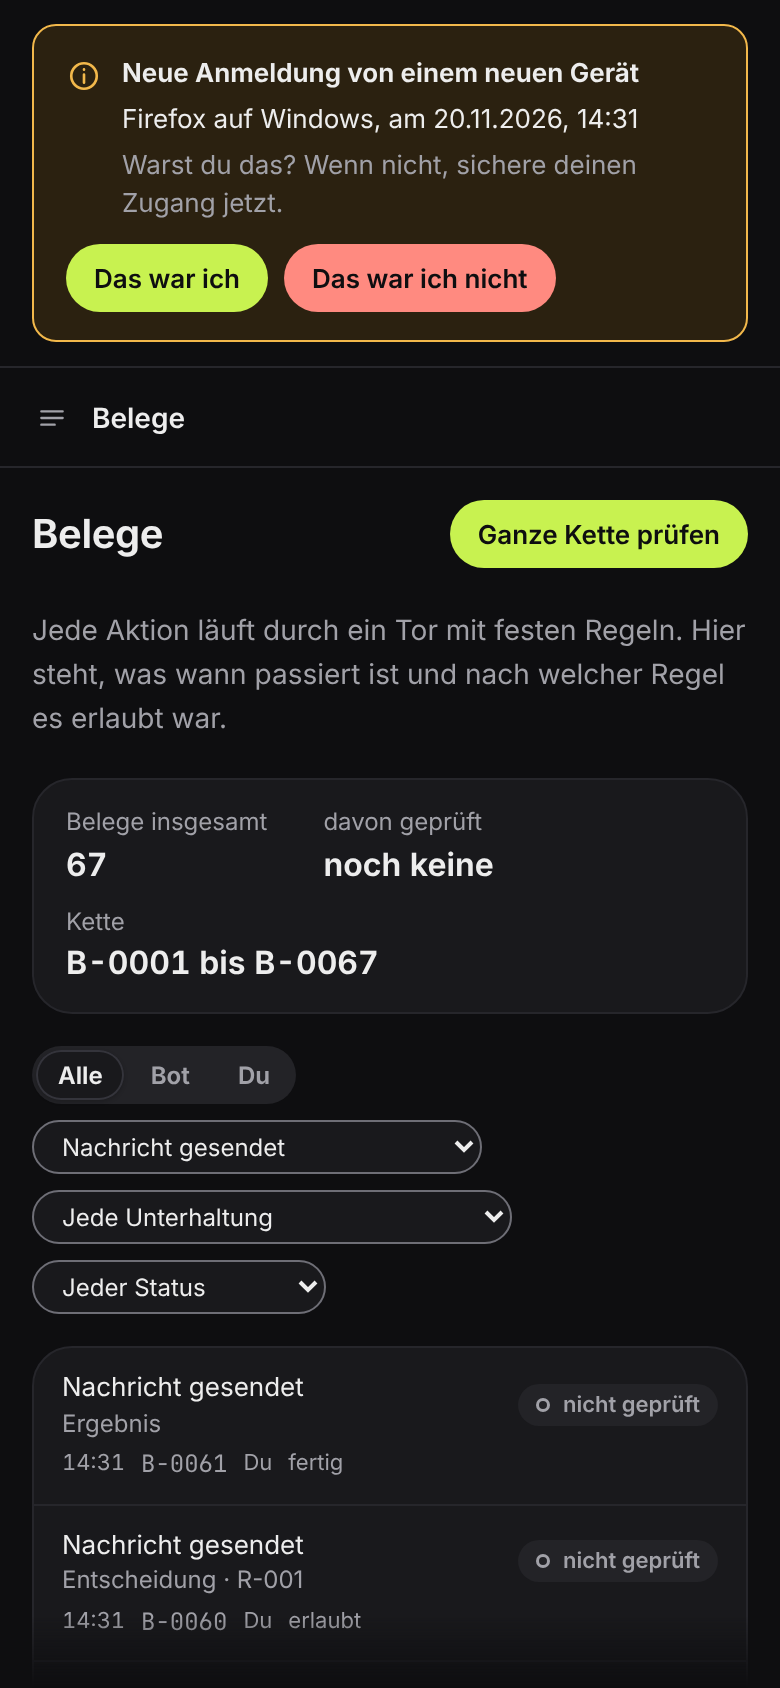 Neue Anmeldung von einem neuen Gerät
Firefox auf Windows, am 20.11.2026, 14:31
Warst du das? Wenn nicht, sichere deinen
Zugang jetzt.
Das war ich
Das war ich nicht
Belege
Belege
Ganze Kette prüfen
Jede Aktion läuft durch ein Tor mit festen Regeln. Hier
steht, was wann passiert ist und nach welcher Regel
es erlaubt war.
Belege insgesamt
67
davon geprüft
noch keine
Kette
B-0001 bis B-0067
Alle
Bot
Du
Nachricht gesendet
Jede Unterhaltung
Jeder Status
Nachricht gesendet
Ergebnis
14:31 B-0061 Du fertig
nicht geprüft
Nachricht gesendet
Entscheidung · R-001
14:31 B-0060 Du erlaubt
nicht geprüft